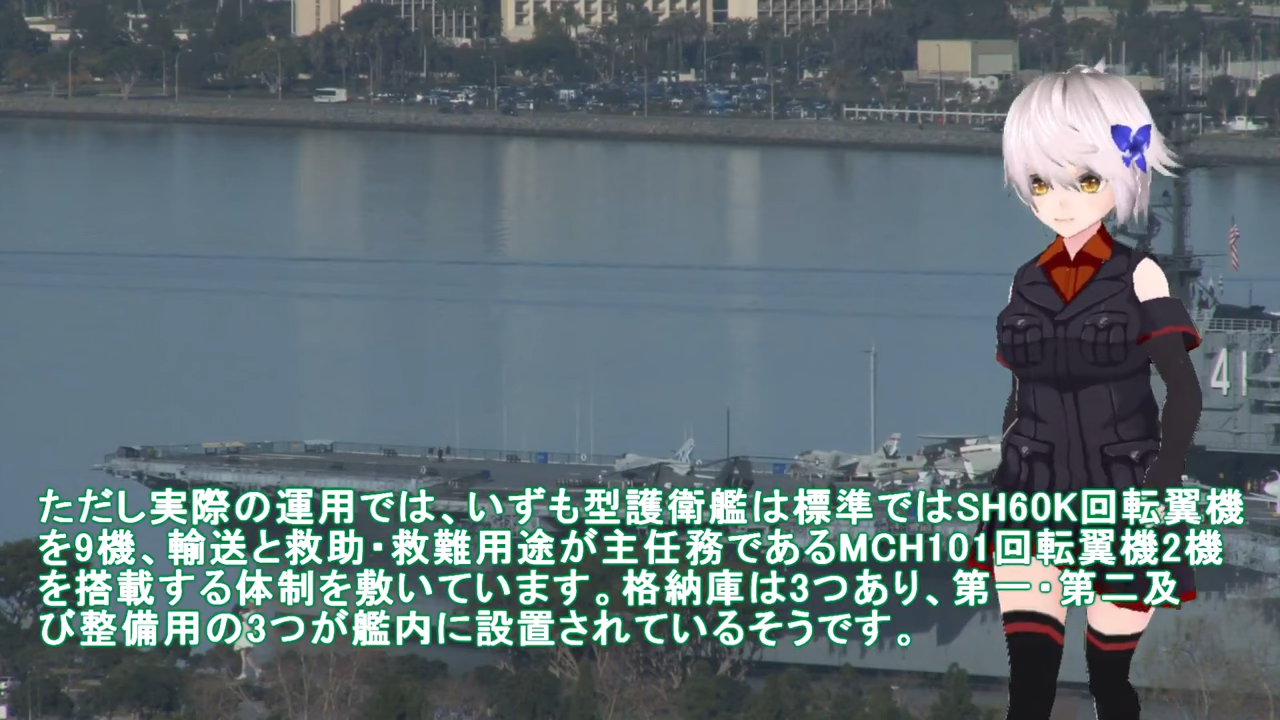 41
ただし実際の運用では、いずも型護衛艦は標準ではSH60K回転翼機
を9機、輸送と救助・救難用途が主任務であるMCH101回転翼機2機
を搭載する体制を敷いています。格納庫は3つあり、第一・第二及
び整備用の3つが艦内に設置されているそうです。